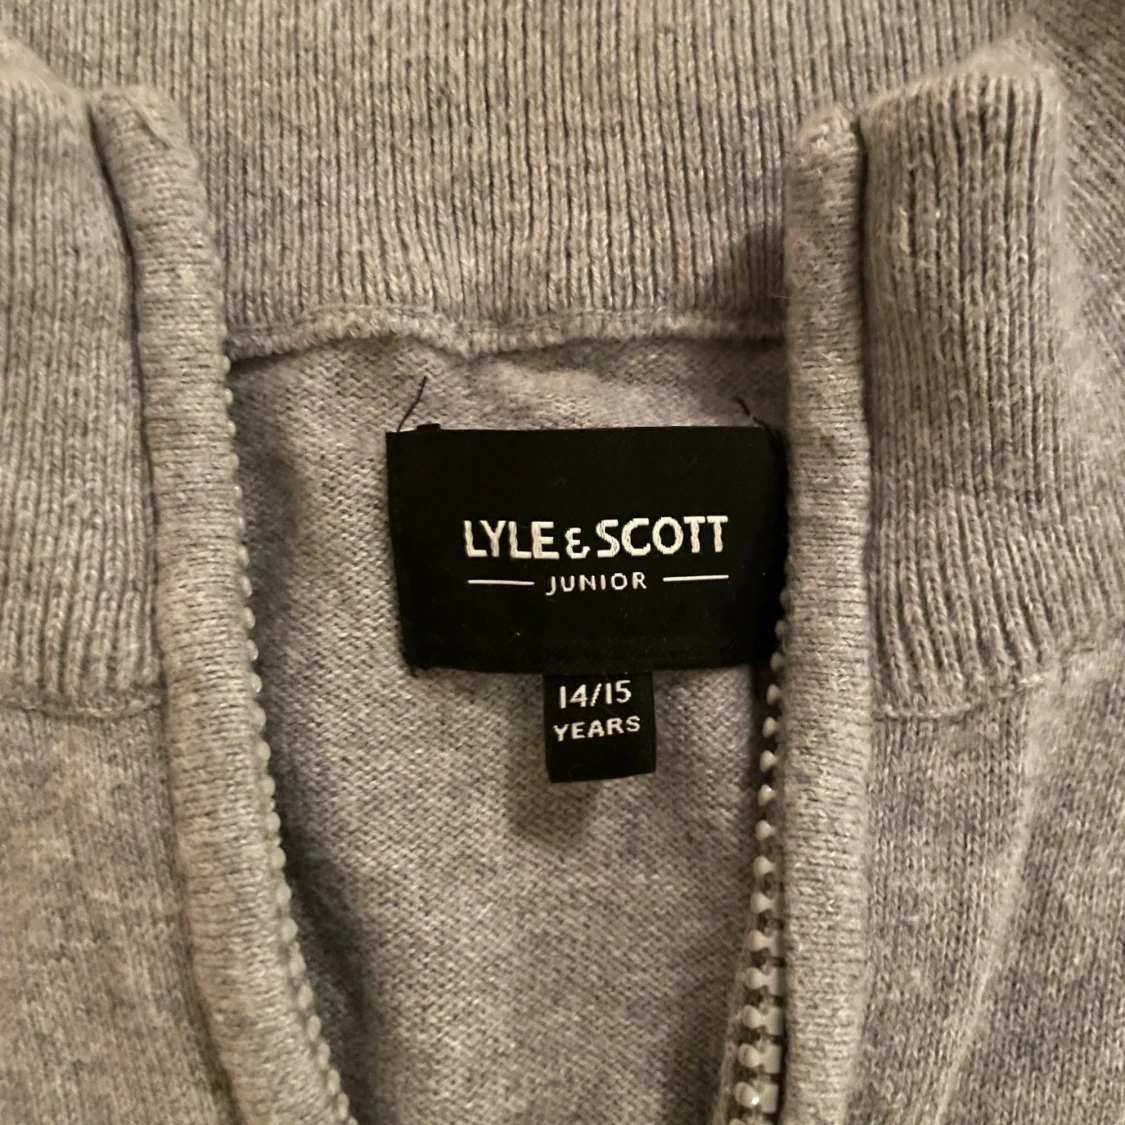 LYLE & SCOTT
JUNIOR
14/15
YEARS